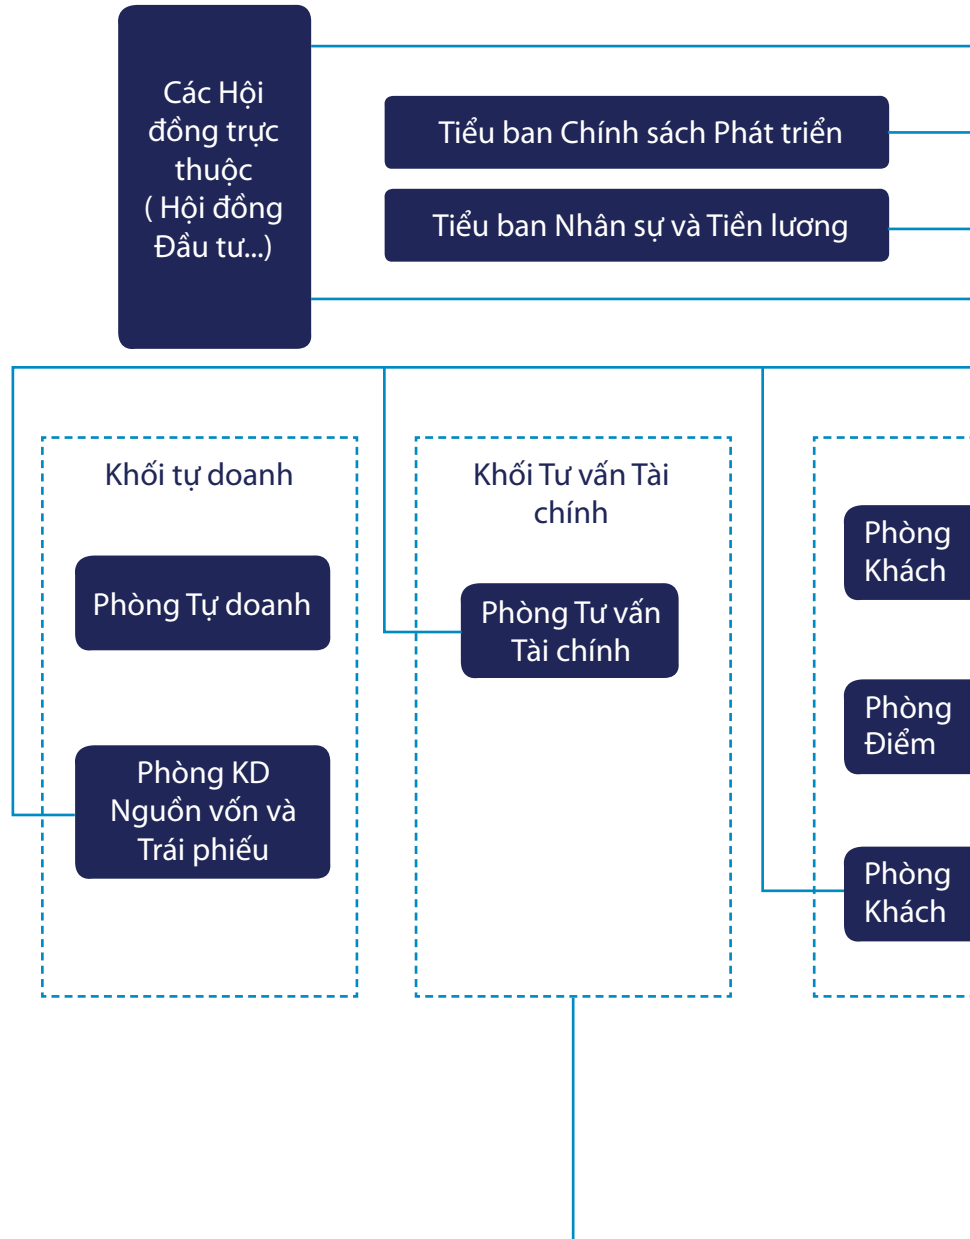 Các Hội
đồng trực
thuộc
( Hội đồng
Đầu tư...)
Tiểu ban Chính sách Phát triển
Tiểu ban Nhân sự và Tiền lương
Khối tự doanh
Phòng Tự doanh
Phòng KD
Nguồn vốn và
Trái phiếu
Khối Tư vấn Tài
chính
Phòng Tư vấn
Tài chính
Phòng
Khách
Phòng
Điểm
Phòng
Khách